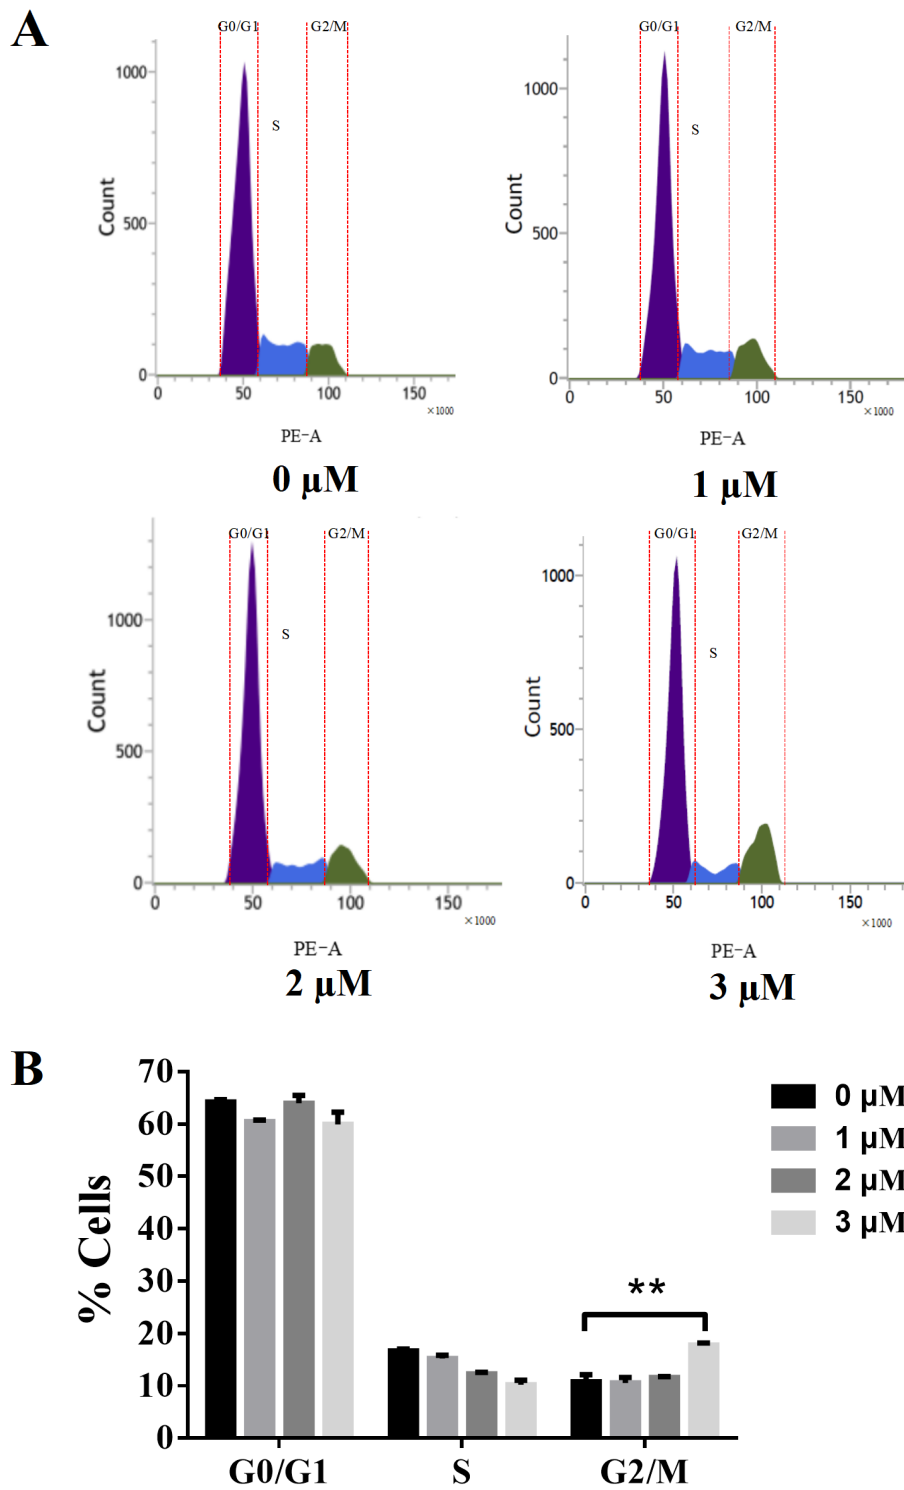 A
G0/G1 G2/M
S
1000
500
0
Count
0 50 100 150
×1000
PE-A
0 μM
G0/G1 G2/M
S
1000
500
0
Count
0 50 100 150
×1000
PE-A
1 μM
G0/G1 G2/M
S
1000
500
0
Count
0 50 100 150
×1000
PE-A
2 μM
G0/G1 G2/M
S
1000
500
0
Count
0 50 100 150
×1000
PE-A
3 μM
B
70
60
50
40
30
20
10
0
% Cells
**
G0/G1 S G2/M
0 μM
1 μM
2 μM
3 μM